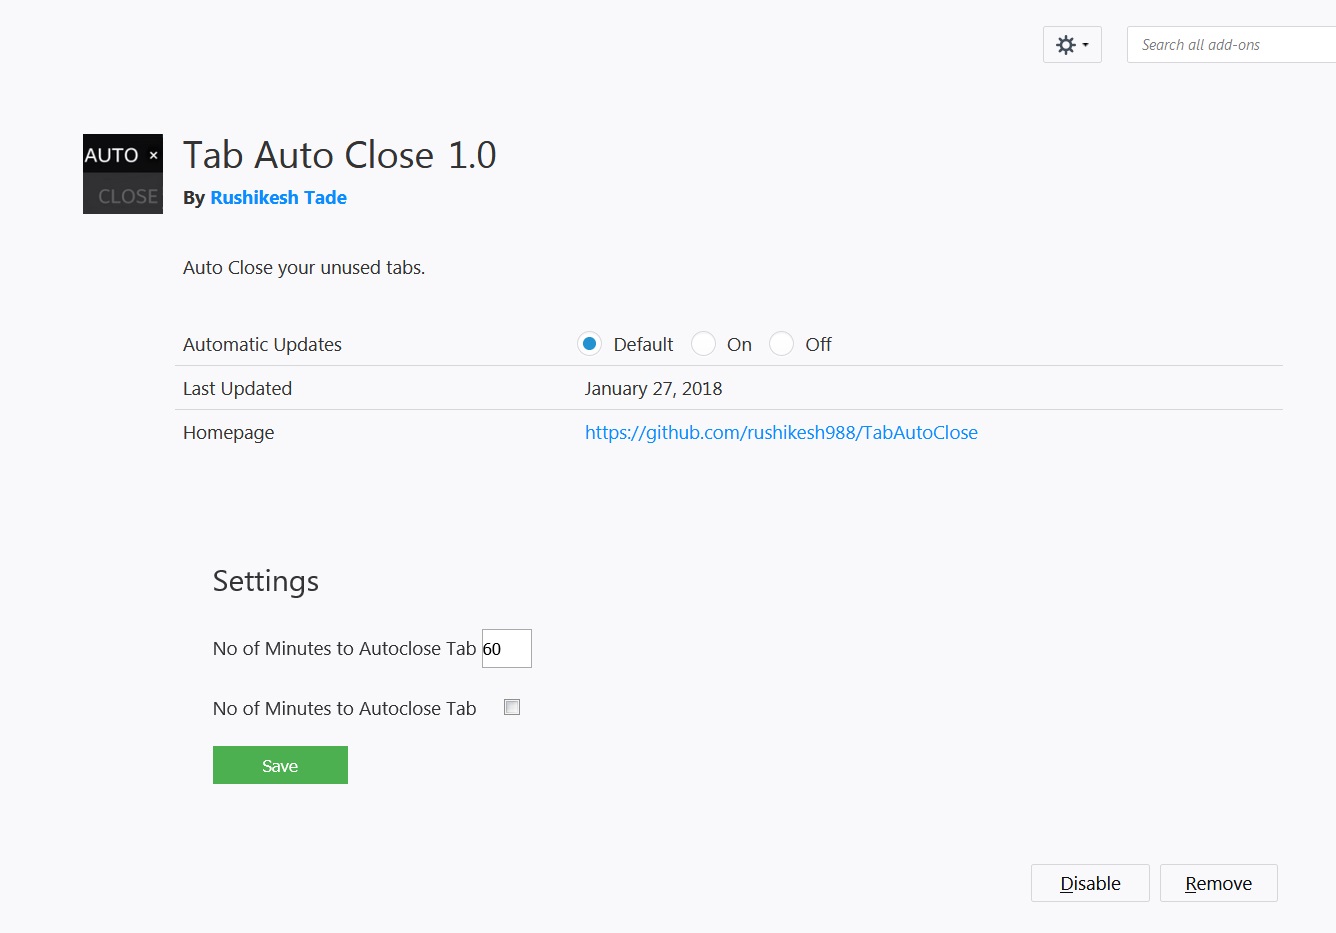 Search all add-ons
AUTO ×
CLOSE
Tab Auto Close 1.0
By Rushikesh Tade
Auto Close your unused tabs.
Automatic Updates Default On Off
Last Updated January 27, 2018
Homepage https://github.com/rushikesh988/TabAutoClose
Settings
No of Minutes to Autoclose Tab 60
No of Minutes to Autoclose Tab
Save
Disable Remove